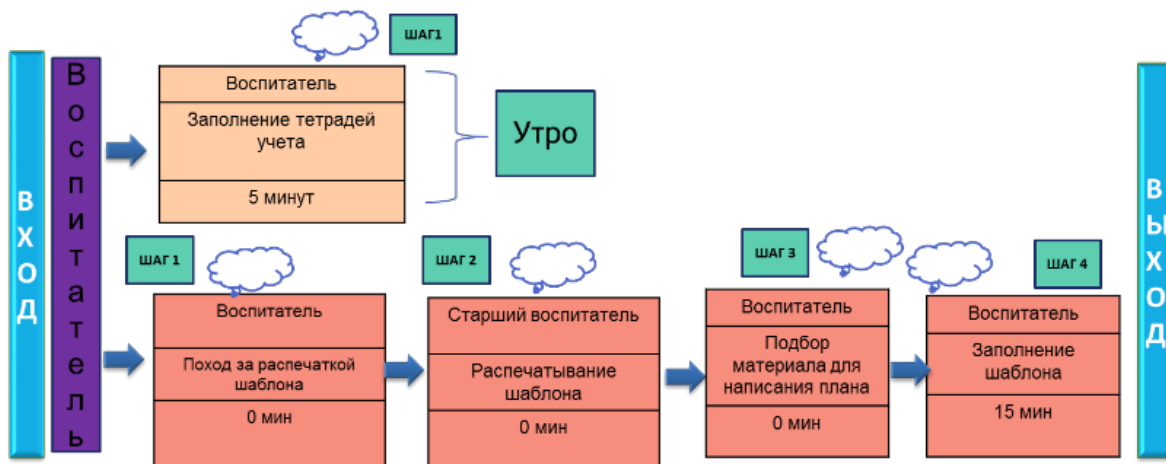 ВХОД
Воспитатель
ШАГ1
Воспитатель
Заполнение тетрадей
учета
5 минут
Утро
ШАГ 1
Воспитатель
Поход за распечаткой
шаблона
0 мин
ШАГ 2
Старший воспитатель
Распечатывание
шаблона
0 мин
ШАГ 3
Воспитатель
Подбор
материала для
написания плана
0 мин
ШАГ 4
Воспитатель
Заполнение
шаблона
15 мин
ВЫХОД